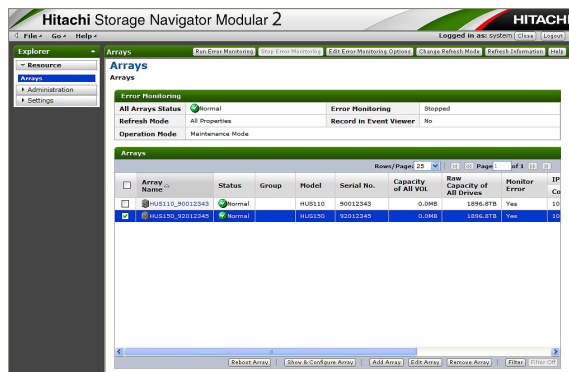 Hitachi Storage Navigator Modular 2
HITACHI
File Go Help
Logged in as: system Close Logout
Explorer
Resource
Arrays
Administration
Settings
Arrays Run Error Monitoring Stop Error Monitoring Edit Error Monitoring Options Change Refresh Mode Refresh Information Help
Arrays
Arrays
Error Monitoring
All Arrays Status Normal Error Monitoring Stopped
Refresh Mode All Properties Record in Event Viewer No
Operation Mode Maintenance Mode
Arrays
Rows/Page: 25 Page 1 of 1
Array Name Status Group Model Serial No. Capacity of All VOL Raw Capacity of All Drives Monitor Error IP Co
HUS110_90012343 Normal HUS110 90012343 0.0MB 1896.8TB Yes 10
HUS150_92012345 Normal HUS150 92012345 0.0MB 1896.8TB Yes 10
Reboot Array Show & Configure Array Add Array Edit Array Remove Array Filter Filter Off